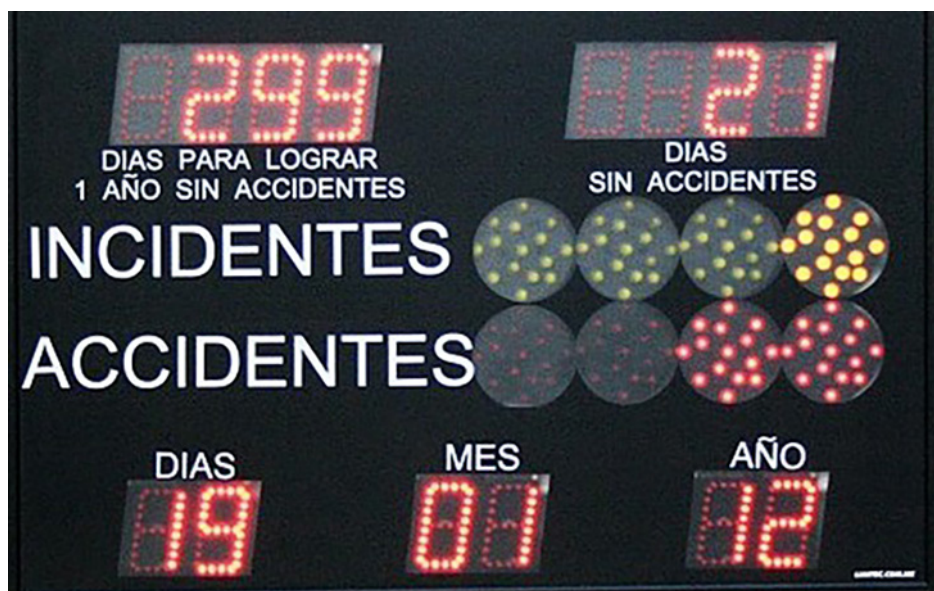 299
21
DIAS PARA LOGRAR
1 AÑO SIN ACCIDENTES
DIAS
SIN ACCIDENTES
INCIDENTES
ACCIDENTES
DIAS
MES
AÑO
19
01
12